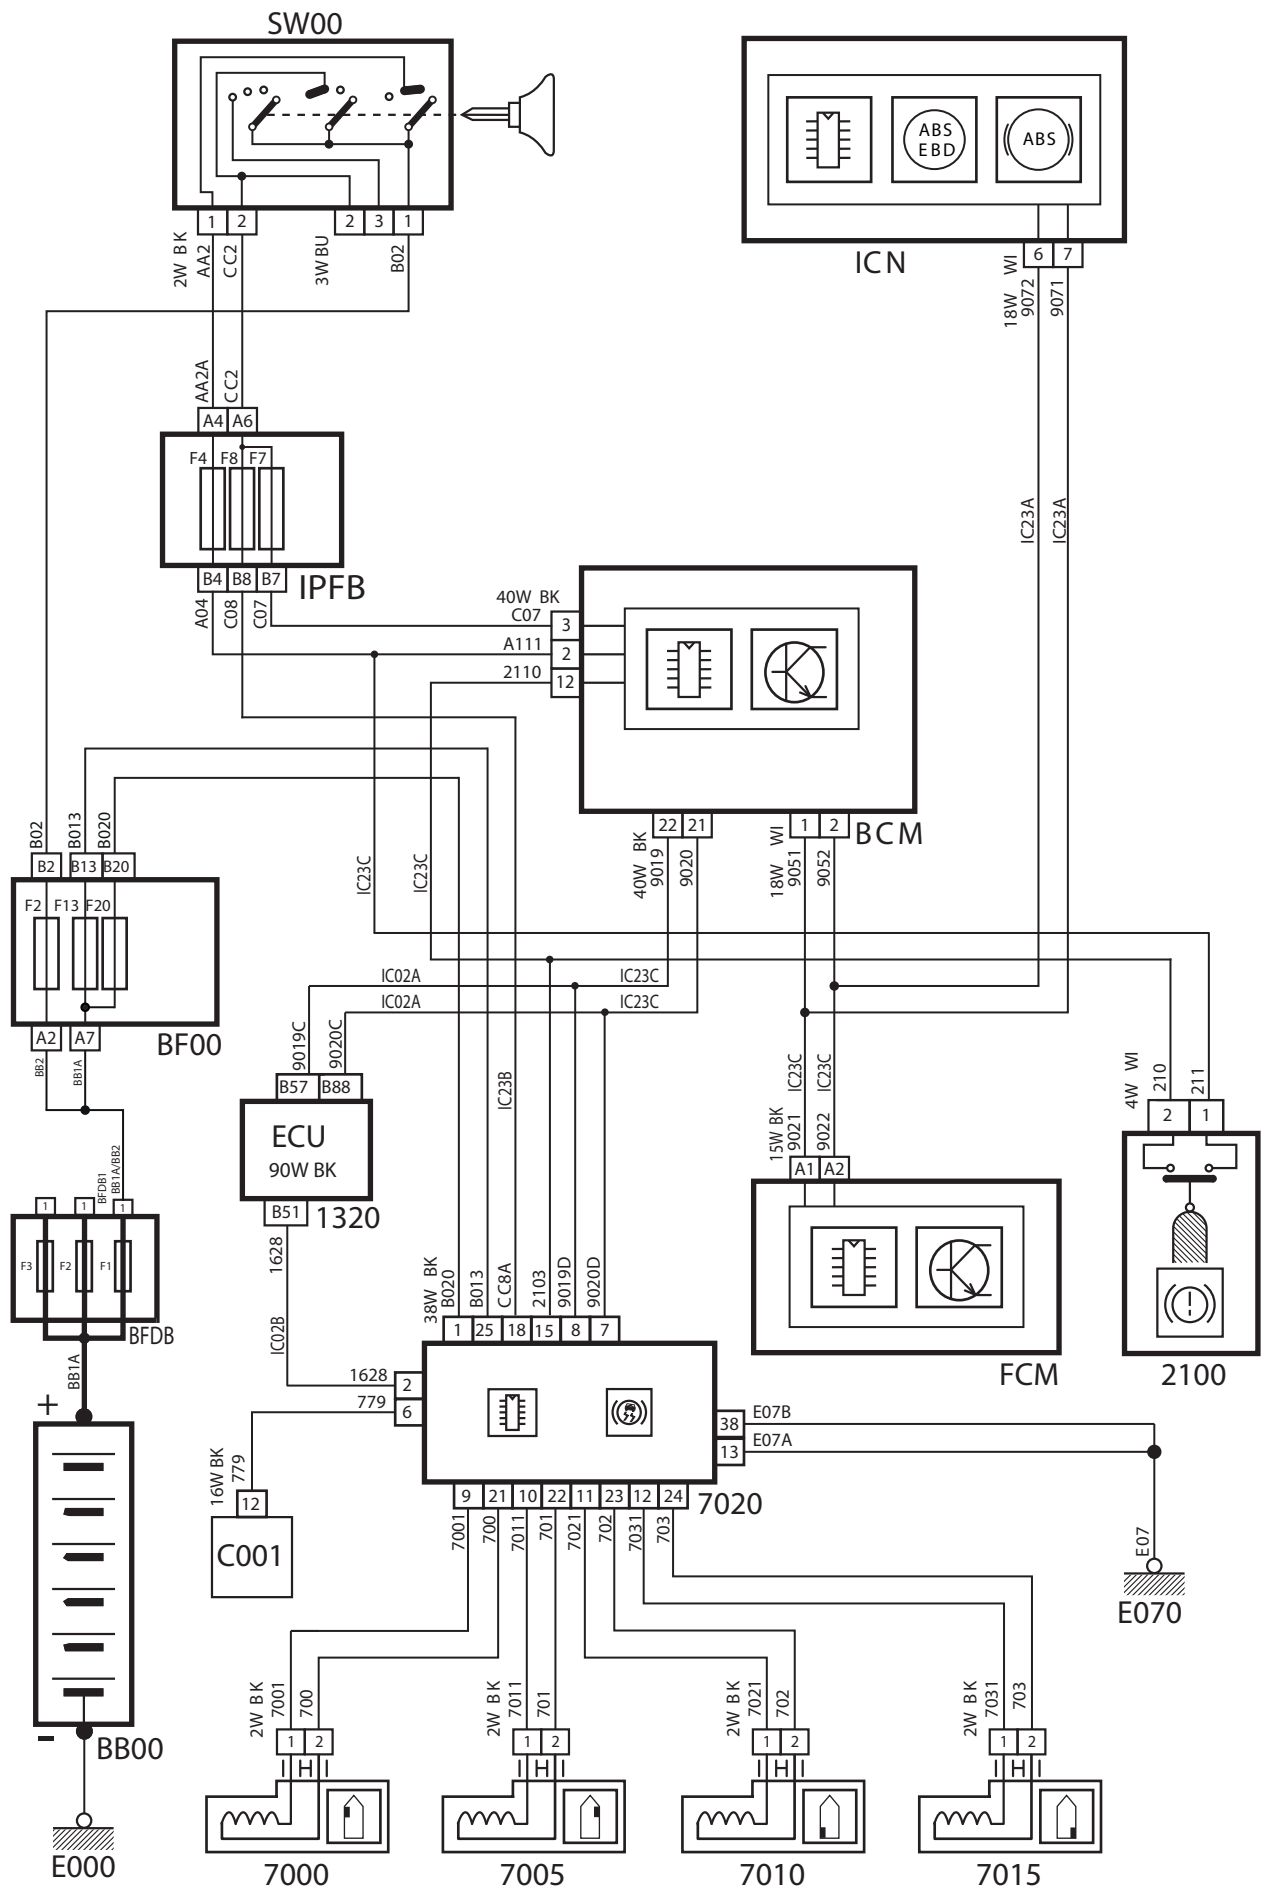 SW00
1 2 2 3 1
2W BK
AA2
CC2
3W BU
B02
ABS
EBD
ABS
ICN
6 7
18W WI
9072
9071
AA2A
CC2
A4 A6
F4 F8 F7
B4 B8 B7
IPFB
A04
C08
C07
IC23A
IC23A
40W BK
C07
3
A111
2
2110
12
22 21
1 2
BCM
40W BK
9019
9020
18W WI
9051
9052
B02
B013
B020
B2 B13 B20
F2 F13 F20
A2 A7
BF00
BB2
BB1A
IC23C
IC23C
IC02A
IC23C
IC02A
IC23C
9019C
9020C
B57 B88
ECU
90W BK
B51
1320
1628
IC02B
IC23B
IC23C
IC23C
15W BK
9021
9022
A1 A2
FCM
4W WI
210
211
2 1
2100
BFDB1
BB1A/BB2
1 1 1
F3 F2 F1
BFDB
BB1A
+
-
BB00
E000
38W BK
B020
B013
CC8A
2103
9019D
9020D
1 25 18 15 8 7
1628
2
779
6
38
E07B
13
E07A
9 21 10 22 11 23 12 24
7020
7001
700
7011
701
7021
702
7031
703
16W BK
779
12
C001
E07
E070
2W BK
7001
700
2W BK
7011
701
2W BK
7021
702
2W BK
7031
703
1 2
1 2
1 2
1 2
7000
7005
7010
7015